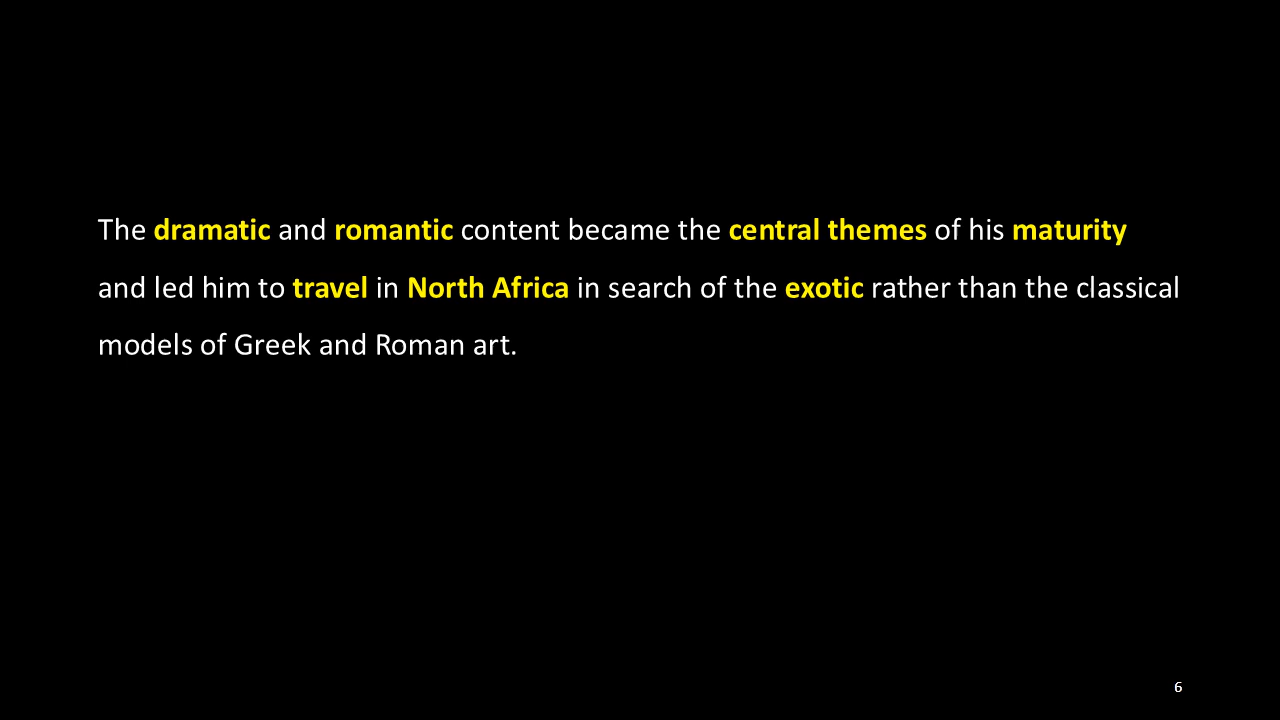 The dramatic and romantic content became the central themes of his maturity
and led him to travel in North Africa in search of the exotic rather than the classical
models of Greek and Roman art.
6